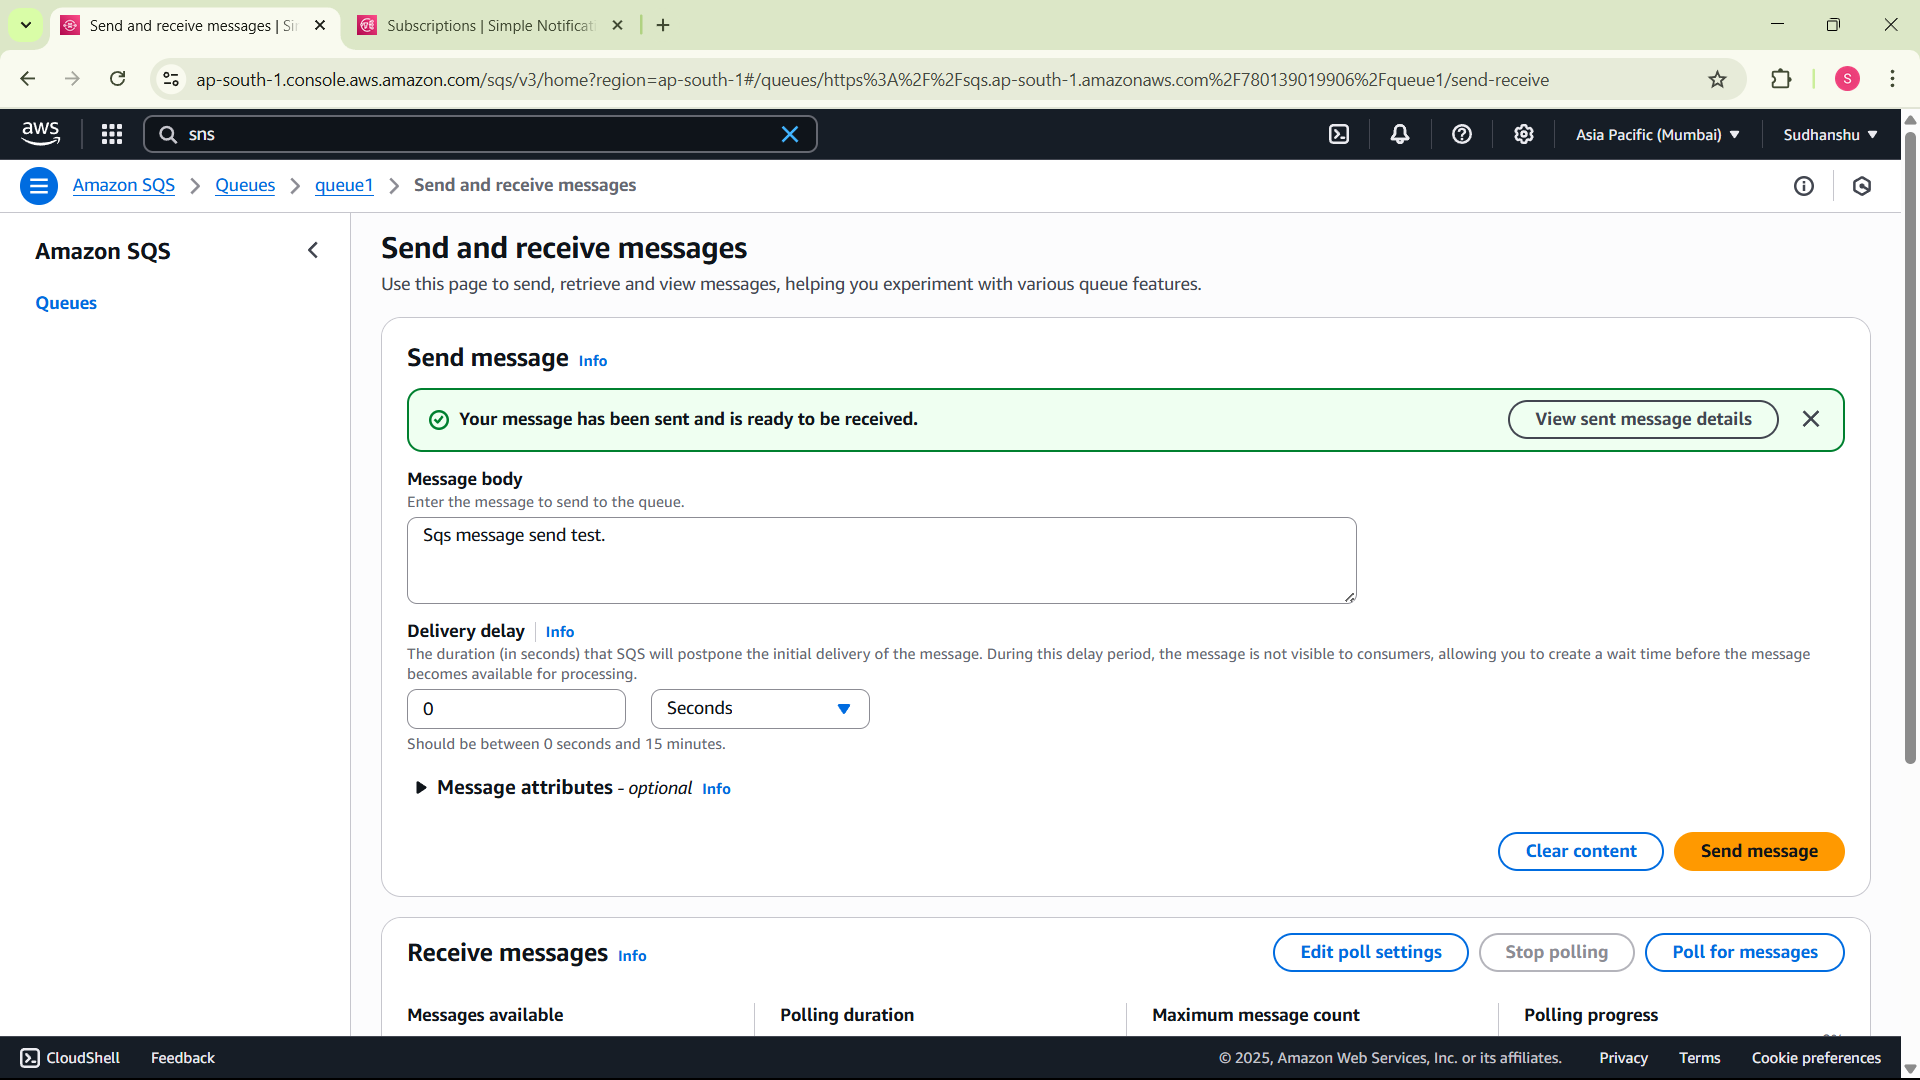 Send and receive messages | Si
Subscriptions | Simple Notificati
ap-south-1.console.aws.amazon.com/sqs/v3/home?region=ap-south-1#/queues/https%3A%2F%2Fsqs.ap-south-1.amazonaws.com%2F780139019906%2Fqueue1/send-receive
S
aws
sns
Asia Pacific (Mumbai)
Sudhanshu
Amazon SQS
Queues
queue1
Send and receive messages
Amazon SQS
Queues
Send and receive messages
Use this page to send, retrieve and view messages, helping you experiment with various queue features.
Send message Info
Your message has been sent and is ready to be received.
View sent message details
Message body
Enter the message to send to the queue.
Sqs message send test.
Delivery delay Info
The duration (in seconds) that SQS will postpone the initial delivery of the message. During this delay period, the message is not visible to consumers, allowing you to create a wait time before the message
becomes available for processing.
0
Seconds
Should be between 0 seconds and 15 minutes.
Message attributes - optional Info
Clear content
Send message
Receive messages Info
Edit poll settings
Stop polling
Poll for messages
Messages available
Polling duration
Maximum message count
Polling progress
CloudShell
Feedback
© 2025, Amazon Web Services, Inc. or its affiliates.
Privacy
Terms
Cookie preferences